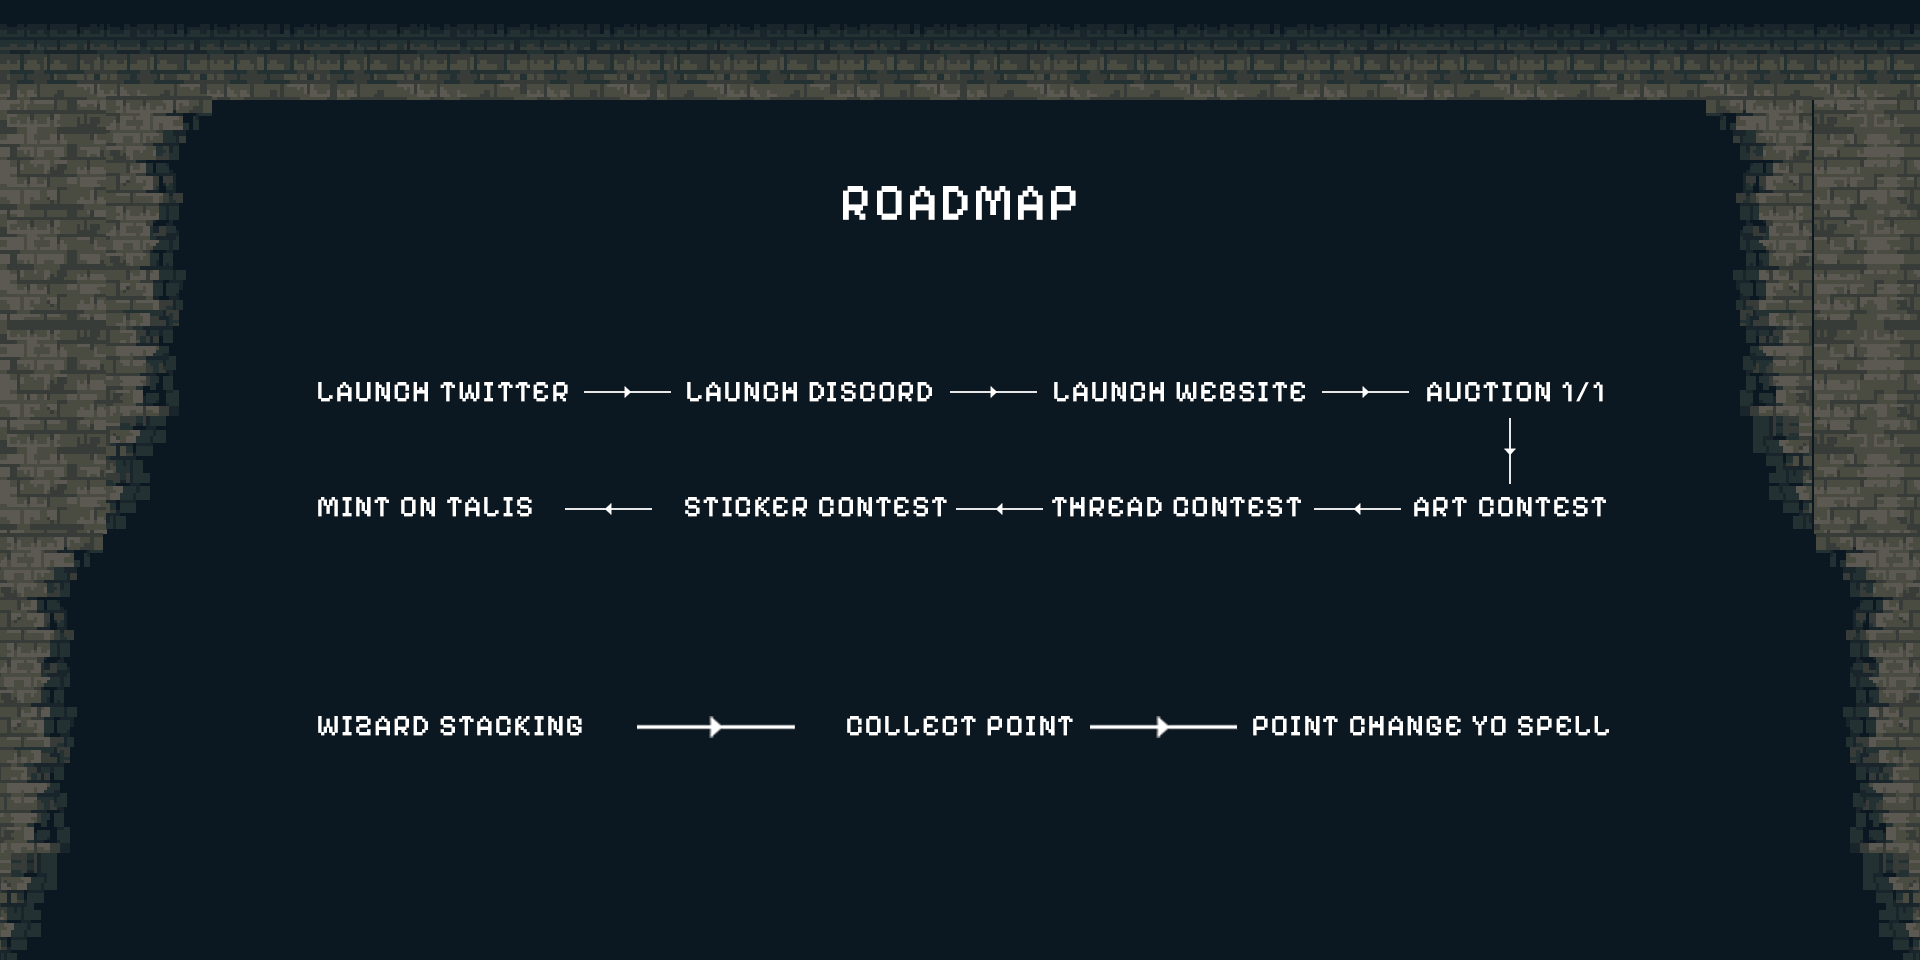 ROADMAP
LAUNCH TWITTER LAUNCH DISCORD LAUNCH WEBSITE AUCTION 1/1
MINT ON TALIS STICKER CONTEST THREAD CONTEST ART CONTEST
WIZARD STACKING COLLECT POINT POINT CHANGE YO SPELL